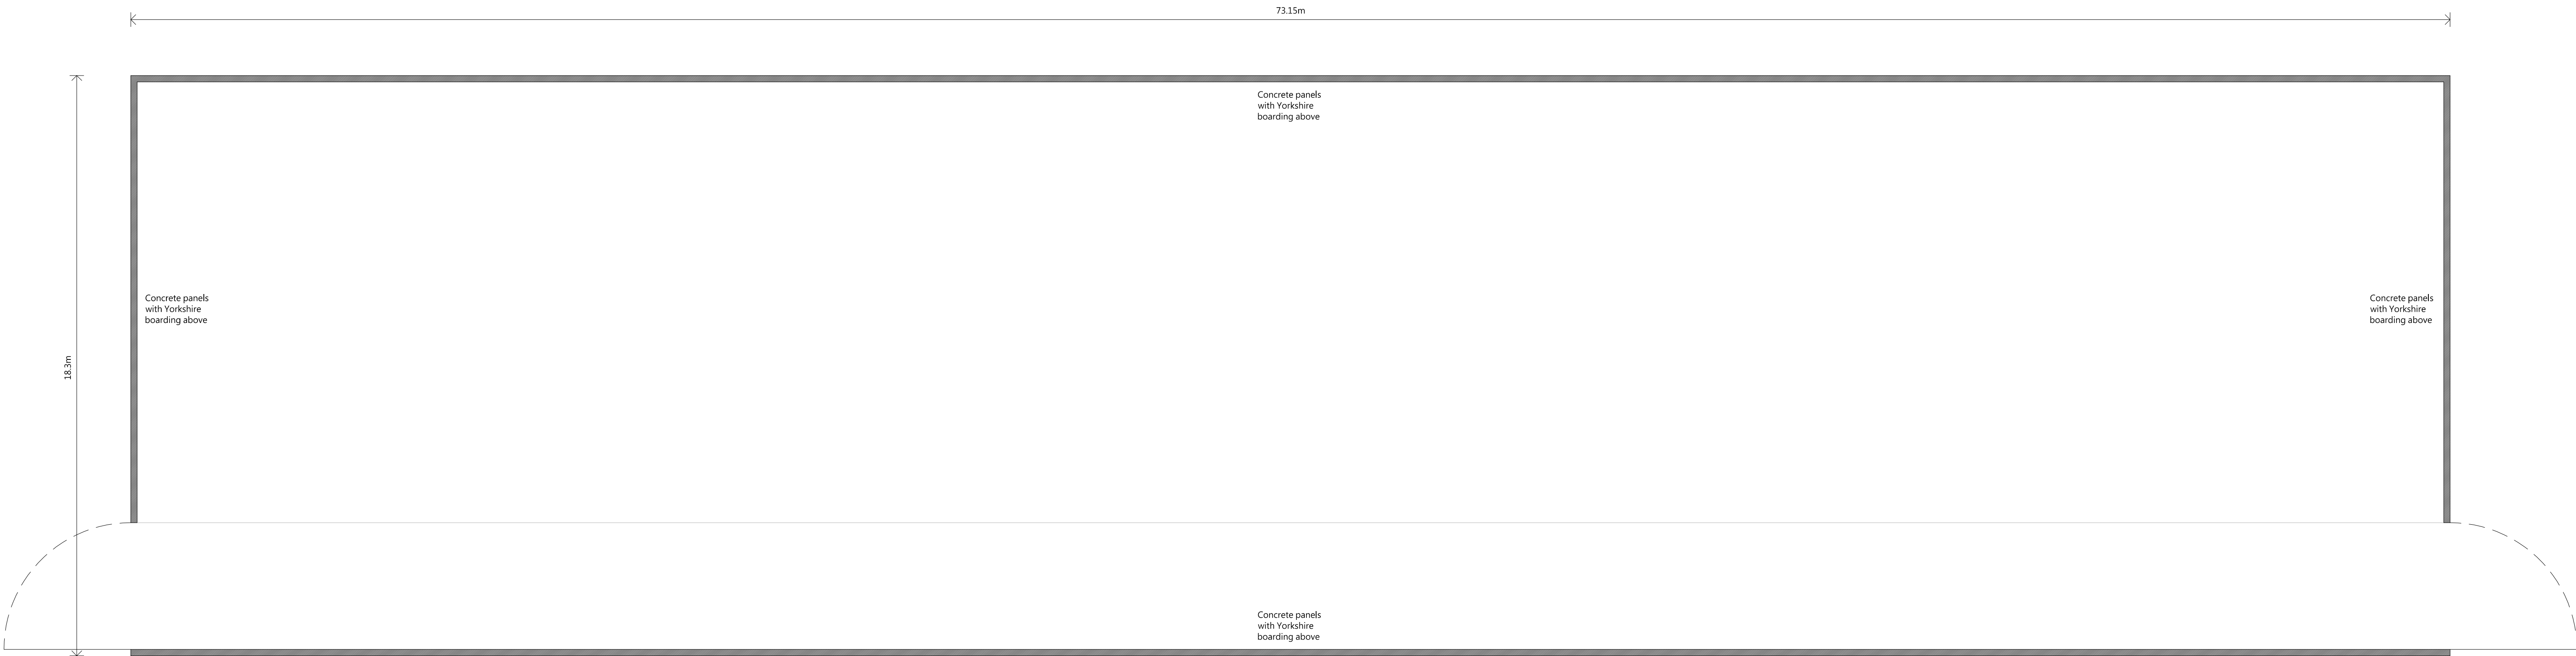 73.15m
Concrete panels
with Yorkshire
boarding above
Concrete panels
with Yorkshire
boarding above
Concrete panels
with Yorkshire
boarding above
18.3m
Concrete panels
with Yorkshire
boarding above